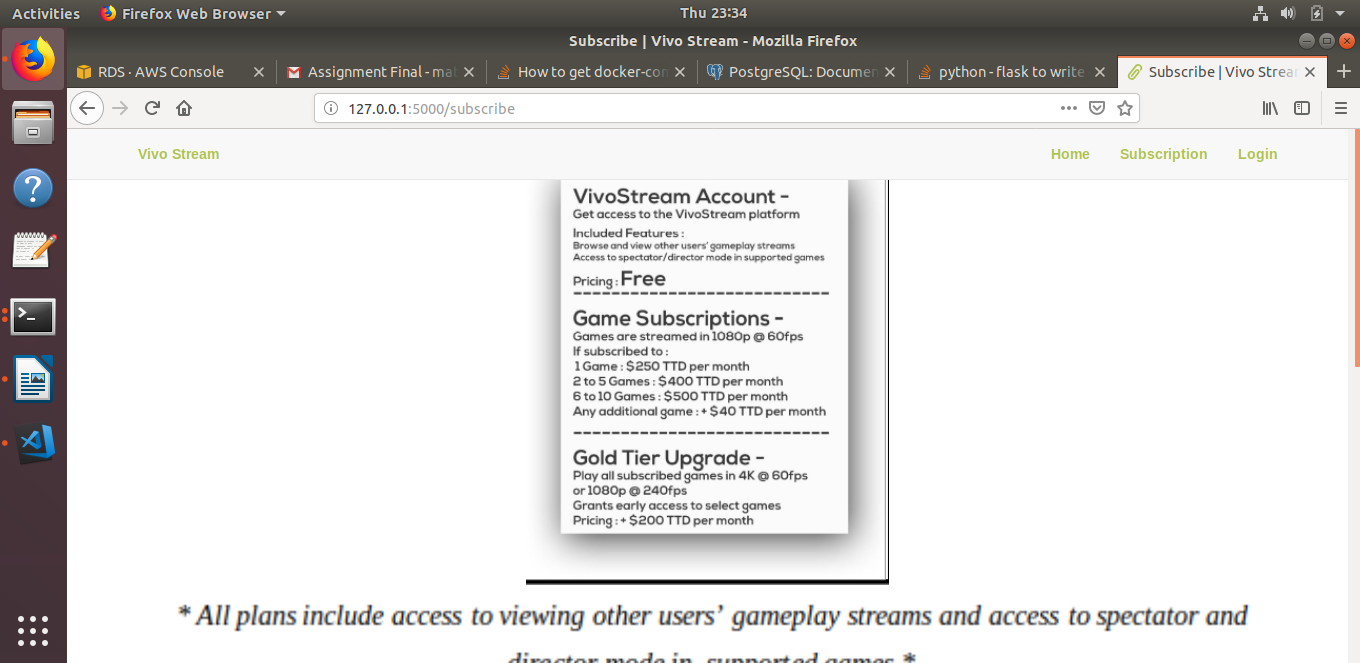 Activities Firefox Web Browser Thu 23:34
Subscribe | Vivo Stream - Mozilla Firefox
RDS · AWS Console Assignment Final - mat How to get docker-con PostgreSQL: Documen python - flask to write Subscribe | Vivo Strear
127.0.0.1:5000/subscribe
Vivo Stream Home Subscription Login
VivoStream Account -
Get access to the VivoStream platform
Included Features :
Browse and view other users' gameplay streams
Access to spectator/director mode in supported games
Pricing : Free
---------------------------
Game Subscriptions -
Games are streamed in 1080p @ 60fps
If subscribed to :
1 Game : $250 TTD per month
2 to 5 Games : $400 TTD per month
6 to 10 Games : $500 TTD per month
Any additional game : + $40 TTD per month
---------------------------
Gold Tier Upgrade -
Play all subscribed games in 4K @ 60fps
or 1080p @ 240fps
Grants early access to select games
Pricing : + $200 TTD per month
* All plans include access to viewing other users' gameplay streams and access to spectator and
director mode in supported games *